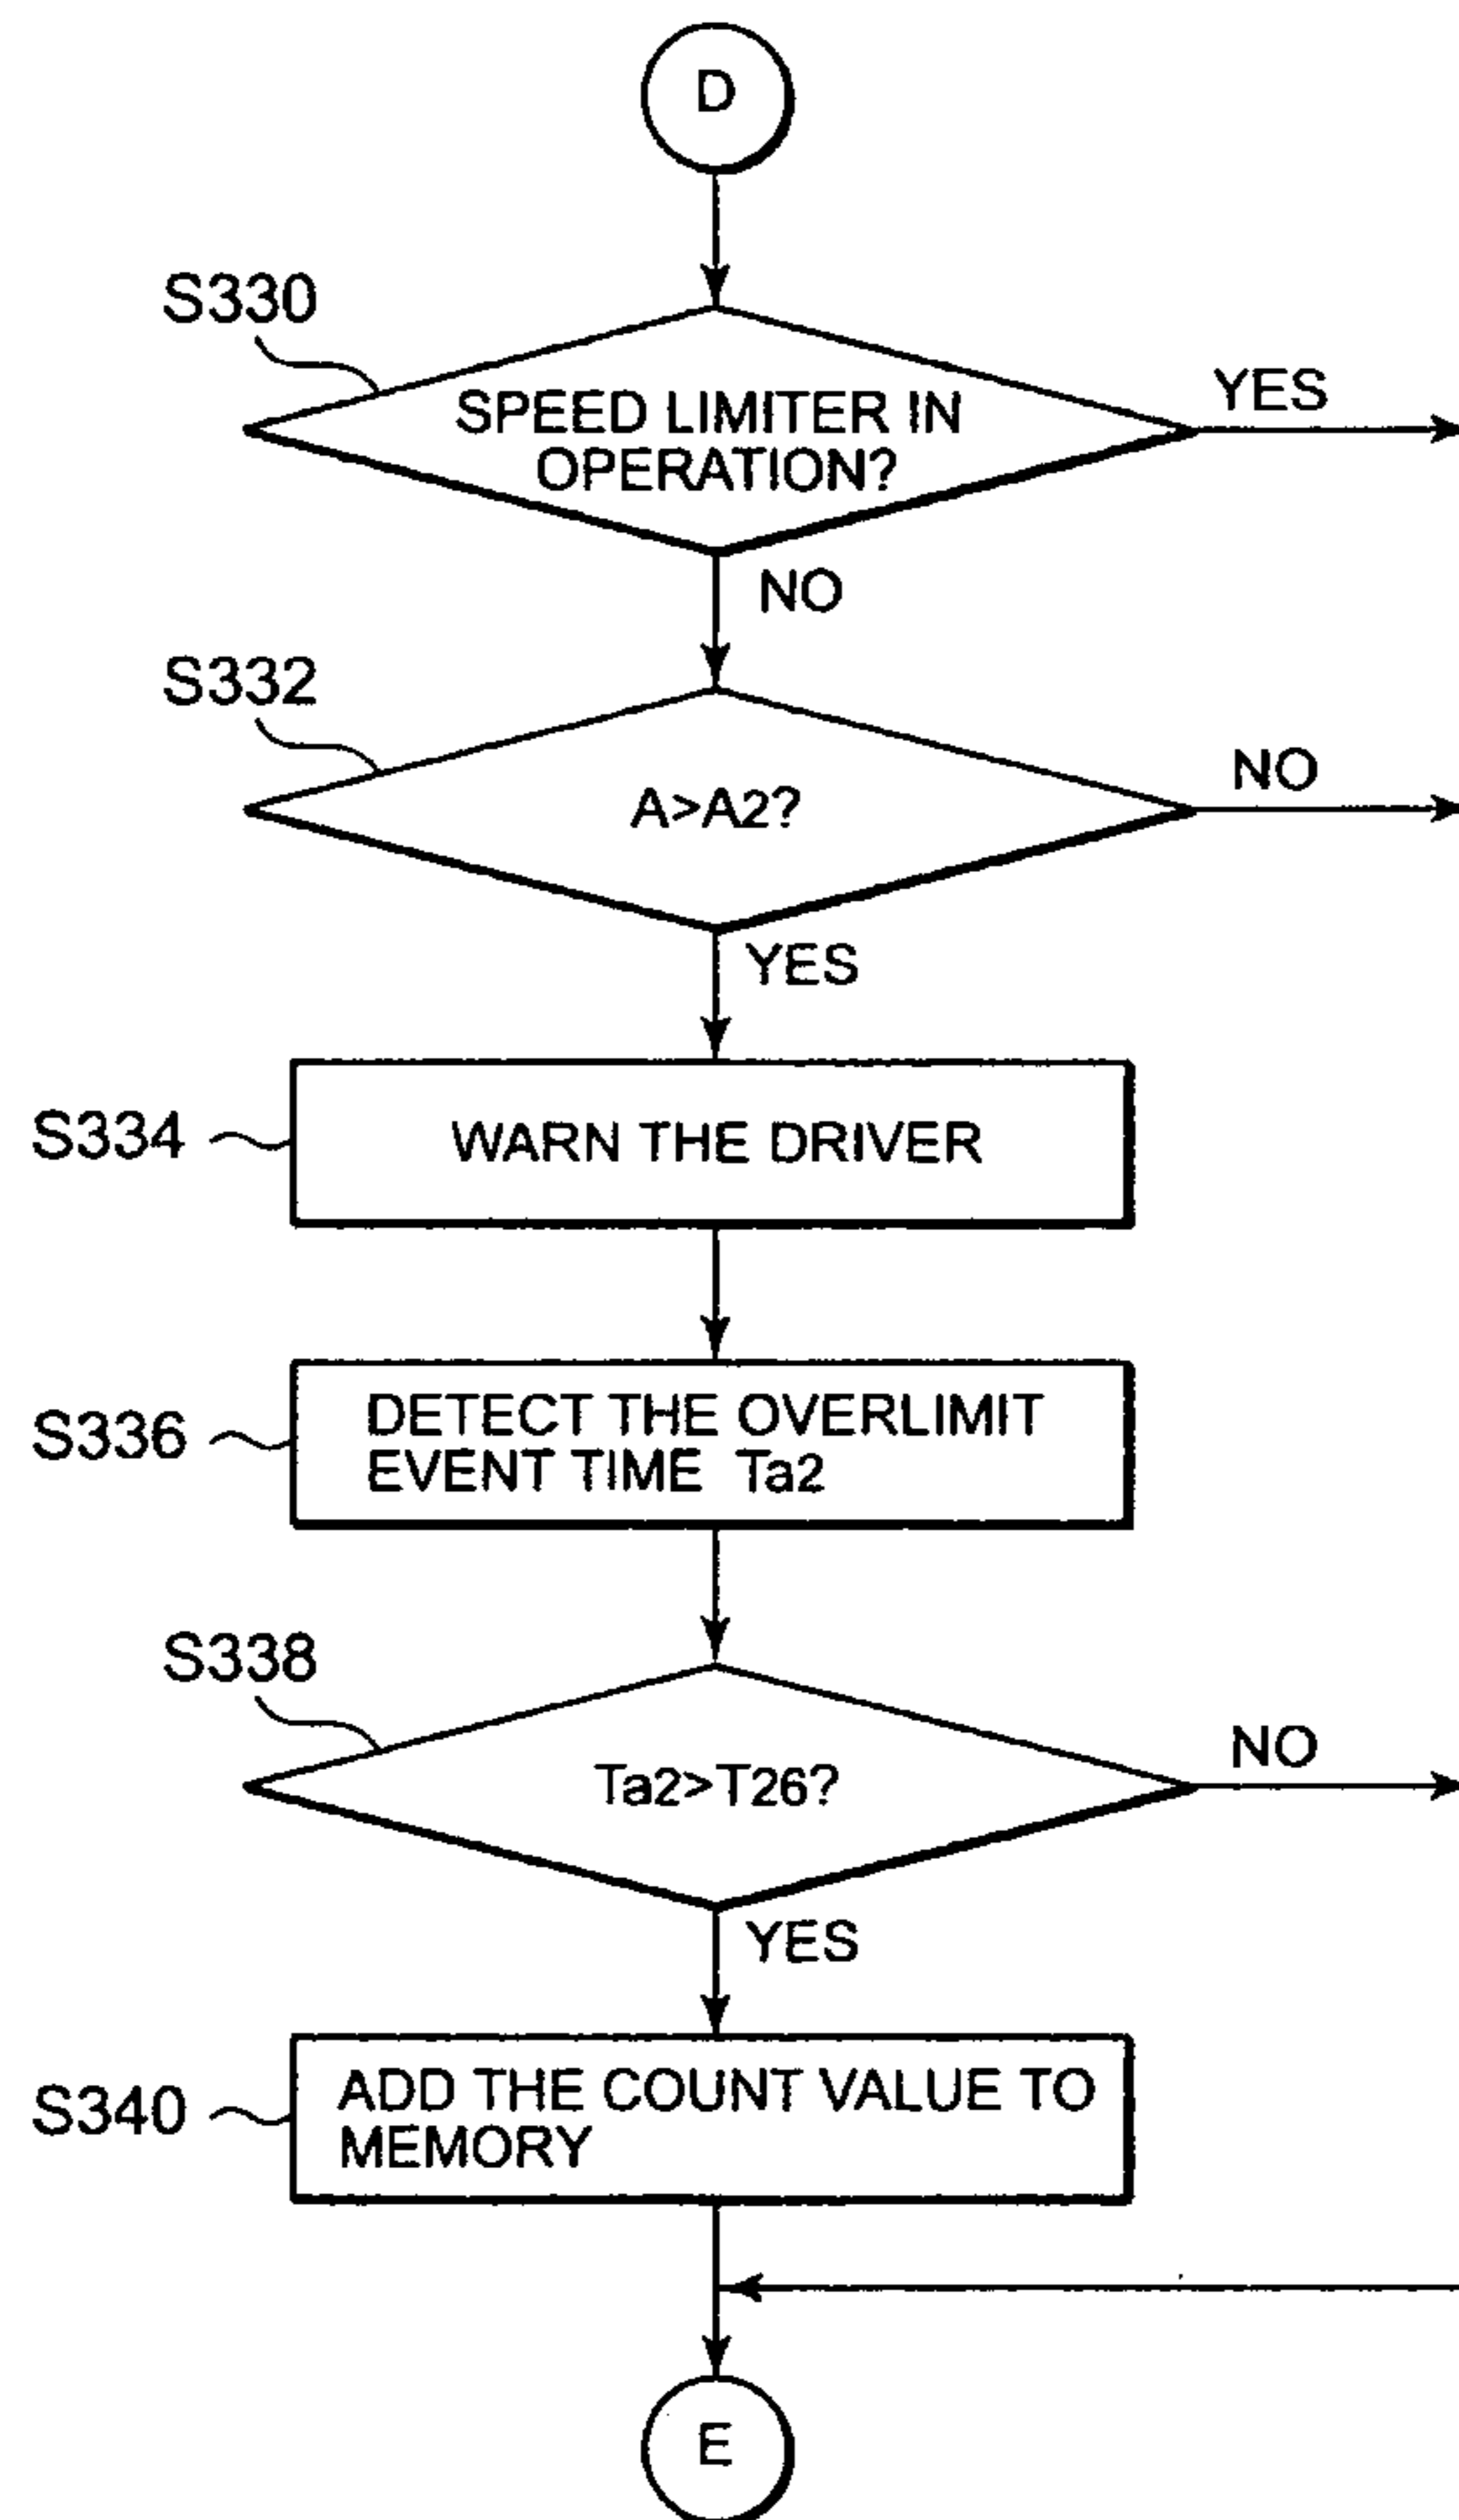 D
S330
SPEED LIMITER IN
OPERATION?
YES
NO
S332
A>A2?
NO
YES
S334
WARN THE DRIVER
S336
DETECT THE OVERLIMIT
EVENT TIME Ta2
S338
Ta2>T26?
NO
YES
S340
ADD THE COUNT VALUE TO
MEMORY
E